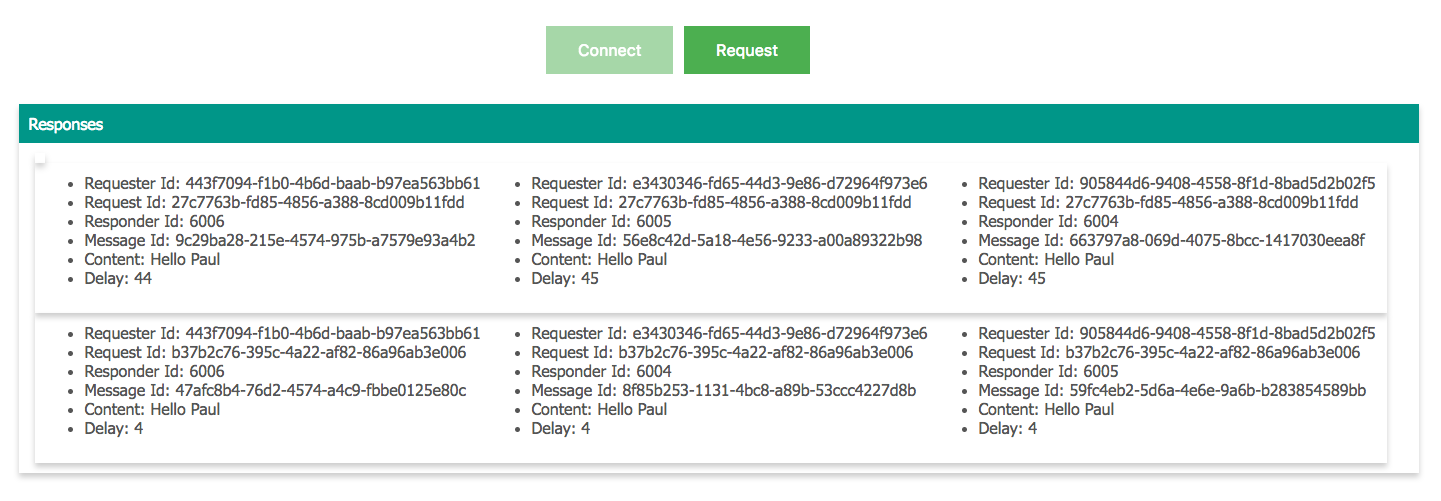 Connect
Request
Responses
Requester Id: 443f7094-f1b0-4b6d-baab-b97ea563bb61
Request Id: 27c7763b-fd85-4856-a388-8cd009b11fdd
Responder Id: 6006
Message Id: 9c29ba28-215e-4574-975b-a7579e93a4b2
Content: Hello Paul
Delay: 44
Requester Id: e3430346-fd65-44d3-9e86-d72964f973e6
Request Id: 27c7763b-fd85-4856-a388-8cd009b11fdd
Responder Id: 6005
Message Id: 56e8c42d-5a18-4e56-9233-a00a89322b98
Content: Hello Paul
Delay: 45
Requester Id: 905844d6-9408-4558-8f1d-8bad5d2b02f5
Request Id: 27c7763b-fd85-4856-a388-8cd009b11fdd
Responder Id: 6004
Message Id: 663797a8-069d-4075-8bcc-1417030eea8f
Content: Hello Paul
Delay: 45
Requester Id: 443f7094-f1b0-4b6d-baab-b97ea563bb61
Request Id: b37b2c76-395c-4a22-af82-86a96ab3e006
Responder Id: 6006
Message Id: 47afc8b4-76d2-4574-a4c9-fbbe0125e80c
Content: Hello Paul
Delay: 4
Requester Id: e3430346-fd65-44d3-9e86-d72964f973e6
Request Id: b37b2c76-395c-4a22-af82-86a96ab3e006
Responder Id: 6004
Message Id: 8f85b253-1131-4bc8-a89b-53ccc4227d8b
Content: Hello Paul
Delay: 4
Requester Id: 905844d6-9408-4558-8f1d-8bad5d2b02f5
Request Id: b37b2c76-395c-4a22-af82-86a96ab3e006
Responder Id: 6005
Message Id: 59fc4eb2-5d6a-4e6e-9a6b-b283854589bb
Content: Hello Paul
Delay: 4